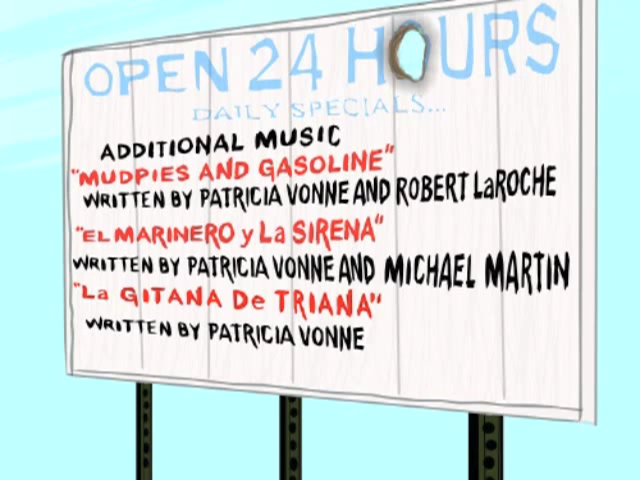 OPEN 24 HOURS
DAILY SPECIALS...
ADDITIONAL MUSIC
"MUDPIES AND GASOLINE"
WRITTEN BY PATRICIA VONNE AND ROBERT LaROCHE
"EL MARINERO y La SIRENA"
WRITTEN BY PATRICIA VONNE AND MICHAEL MARTIN
"La GITANA De TRIANA"
WRITTEN BY PATRICIA VONNE